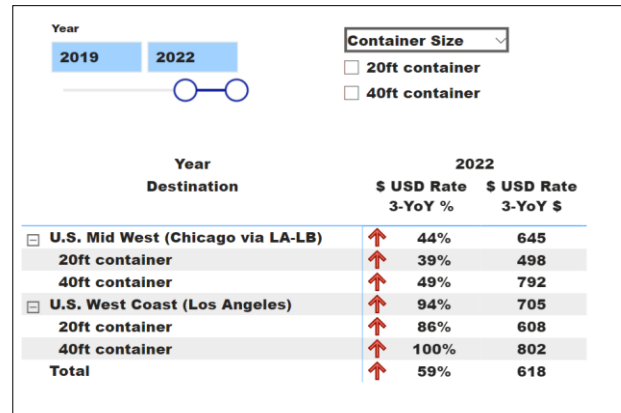 Year
2019 2022
Container Size
20ft container
40ft container
Year 2022
Destination $ USD Rate $ USD Rate
3-YoY % 3-YoY $
U.S. Mid West (Chicago via LA-LB) 44% 645
20ft container 39% 498
40ft container 49% 792
U.S. West Coast (Los Angeles) 94% 705
20ft container 86% 608
40ft container 100% 802
Total 59% 618